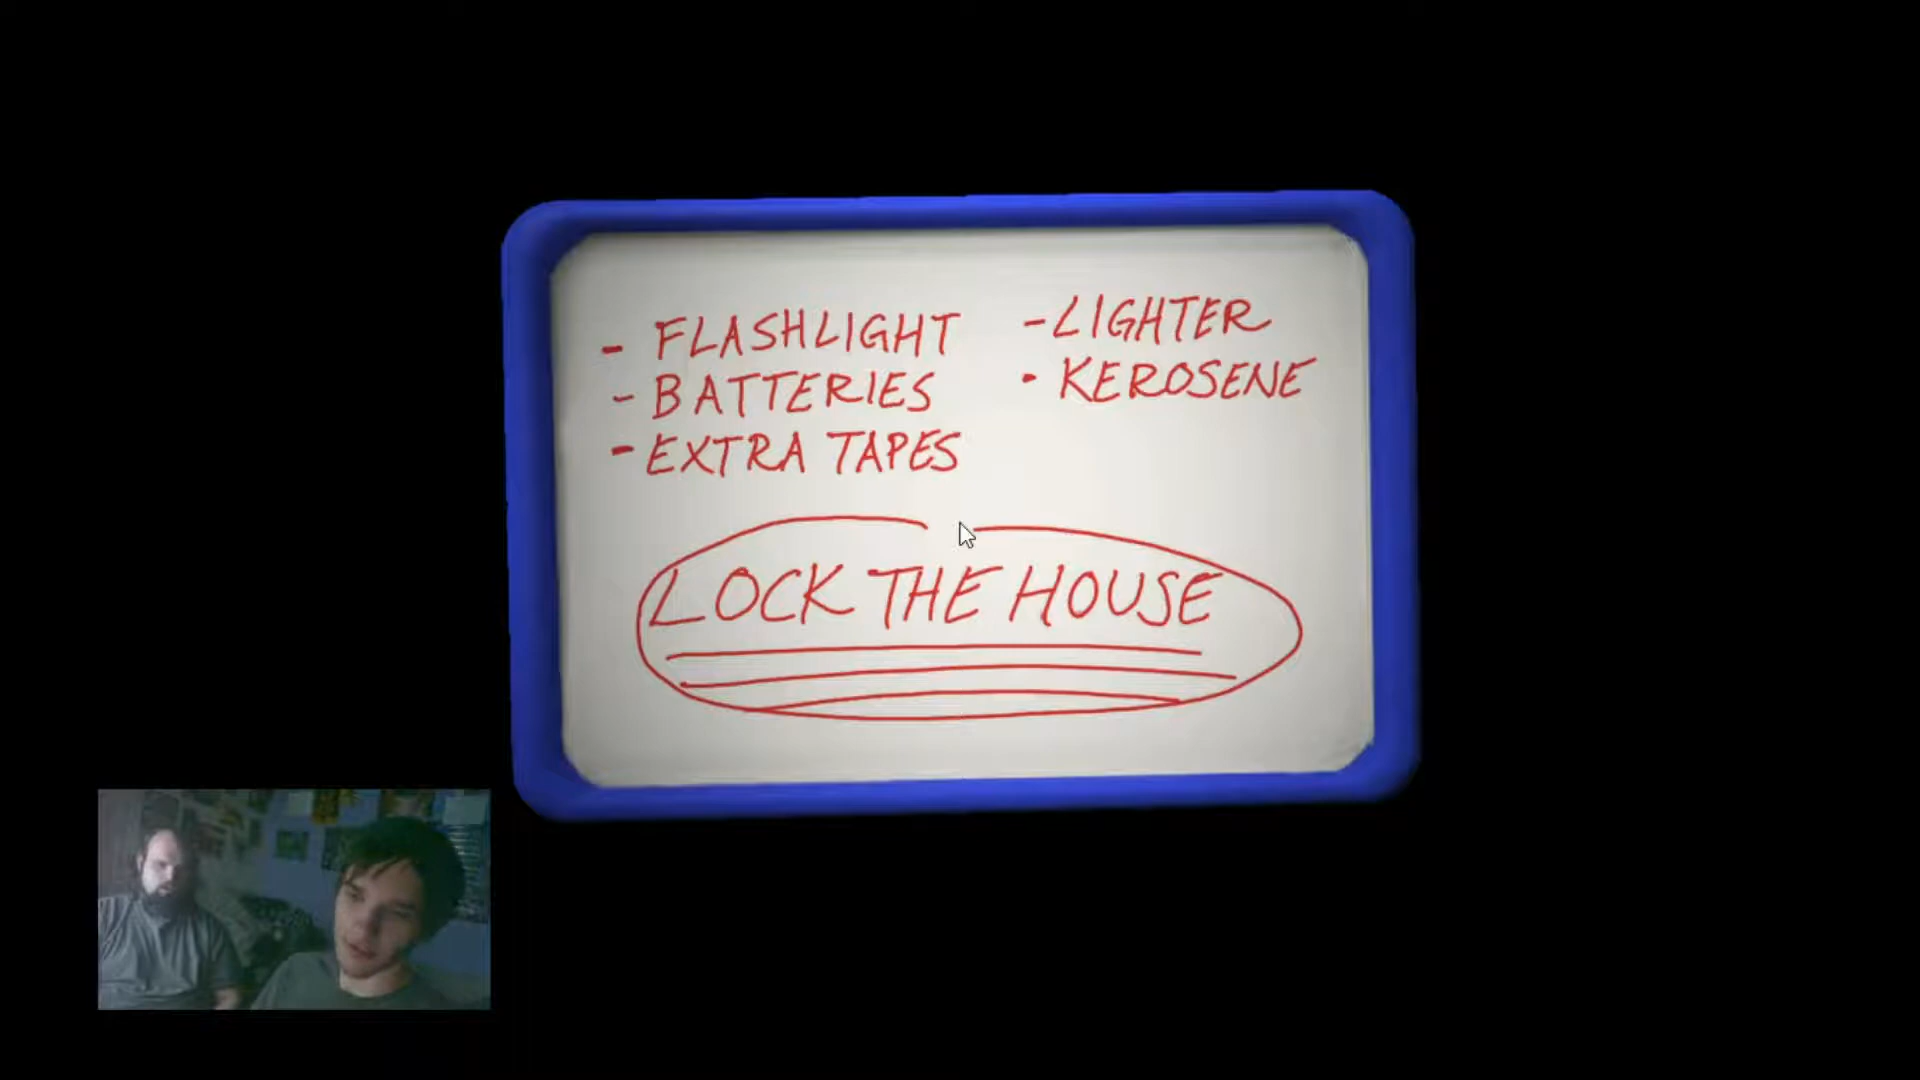 - FLASHLIGHT
- BATTERIES
- EXTRA TAPES
- LIGHTER
· KEROSENE
LOCK THE HOUSE